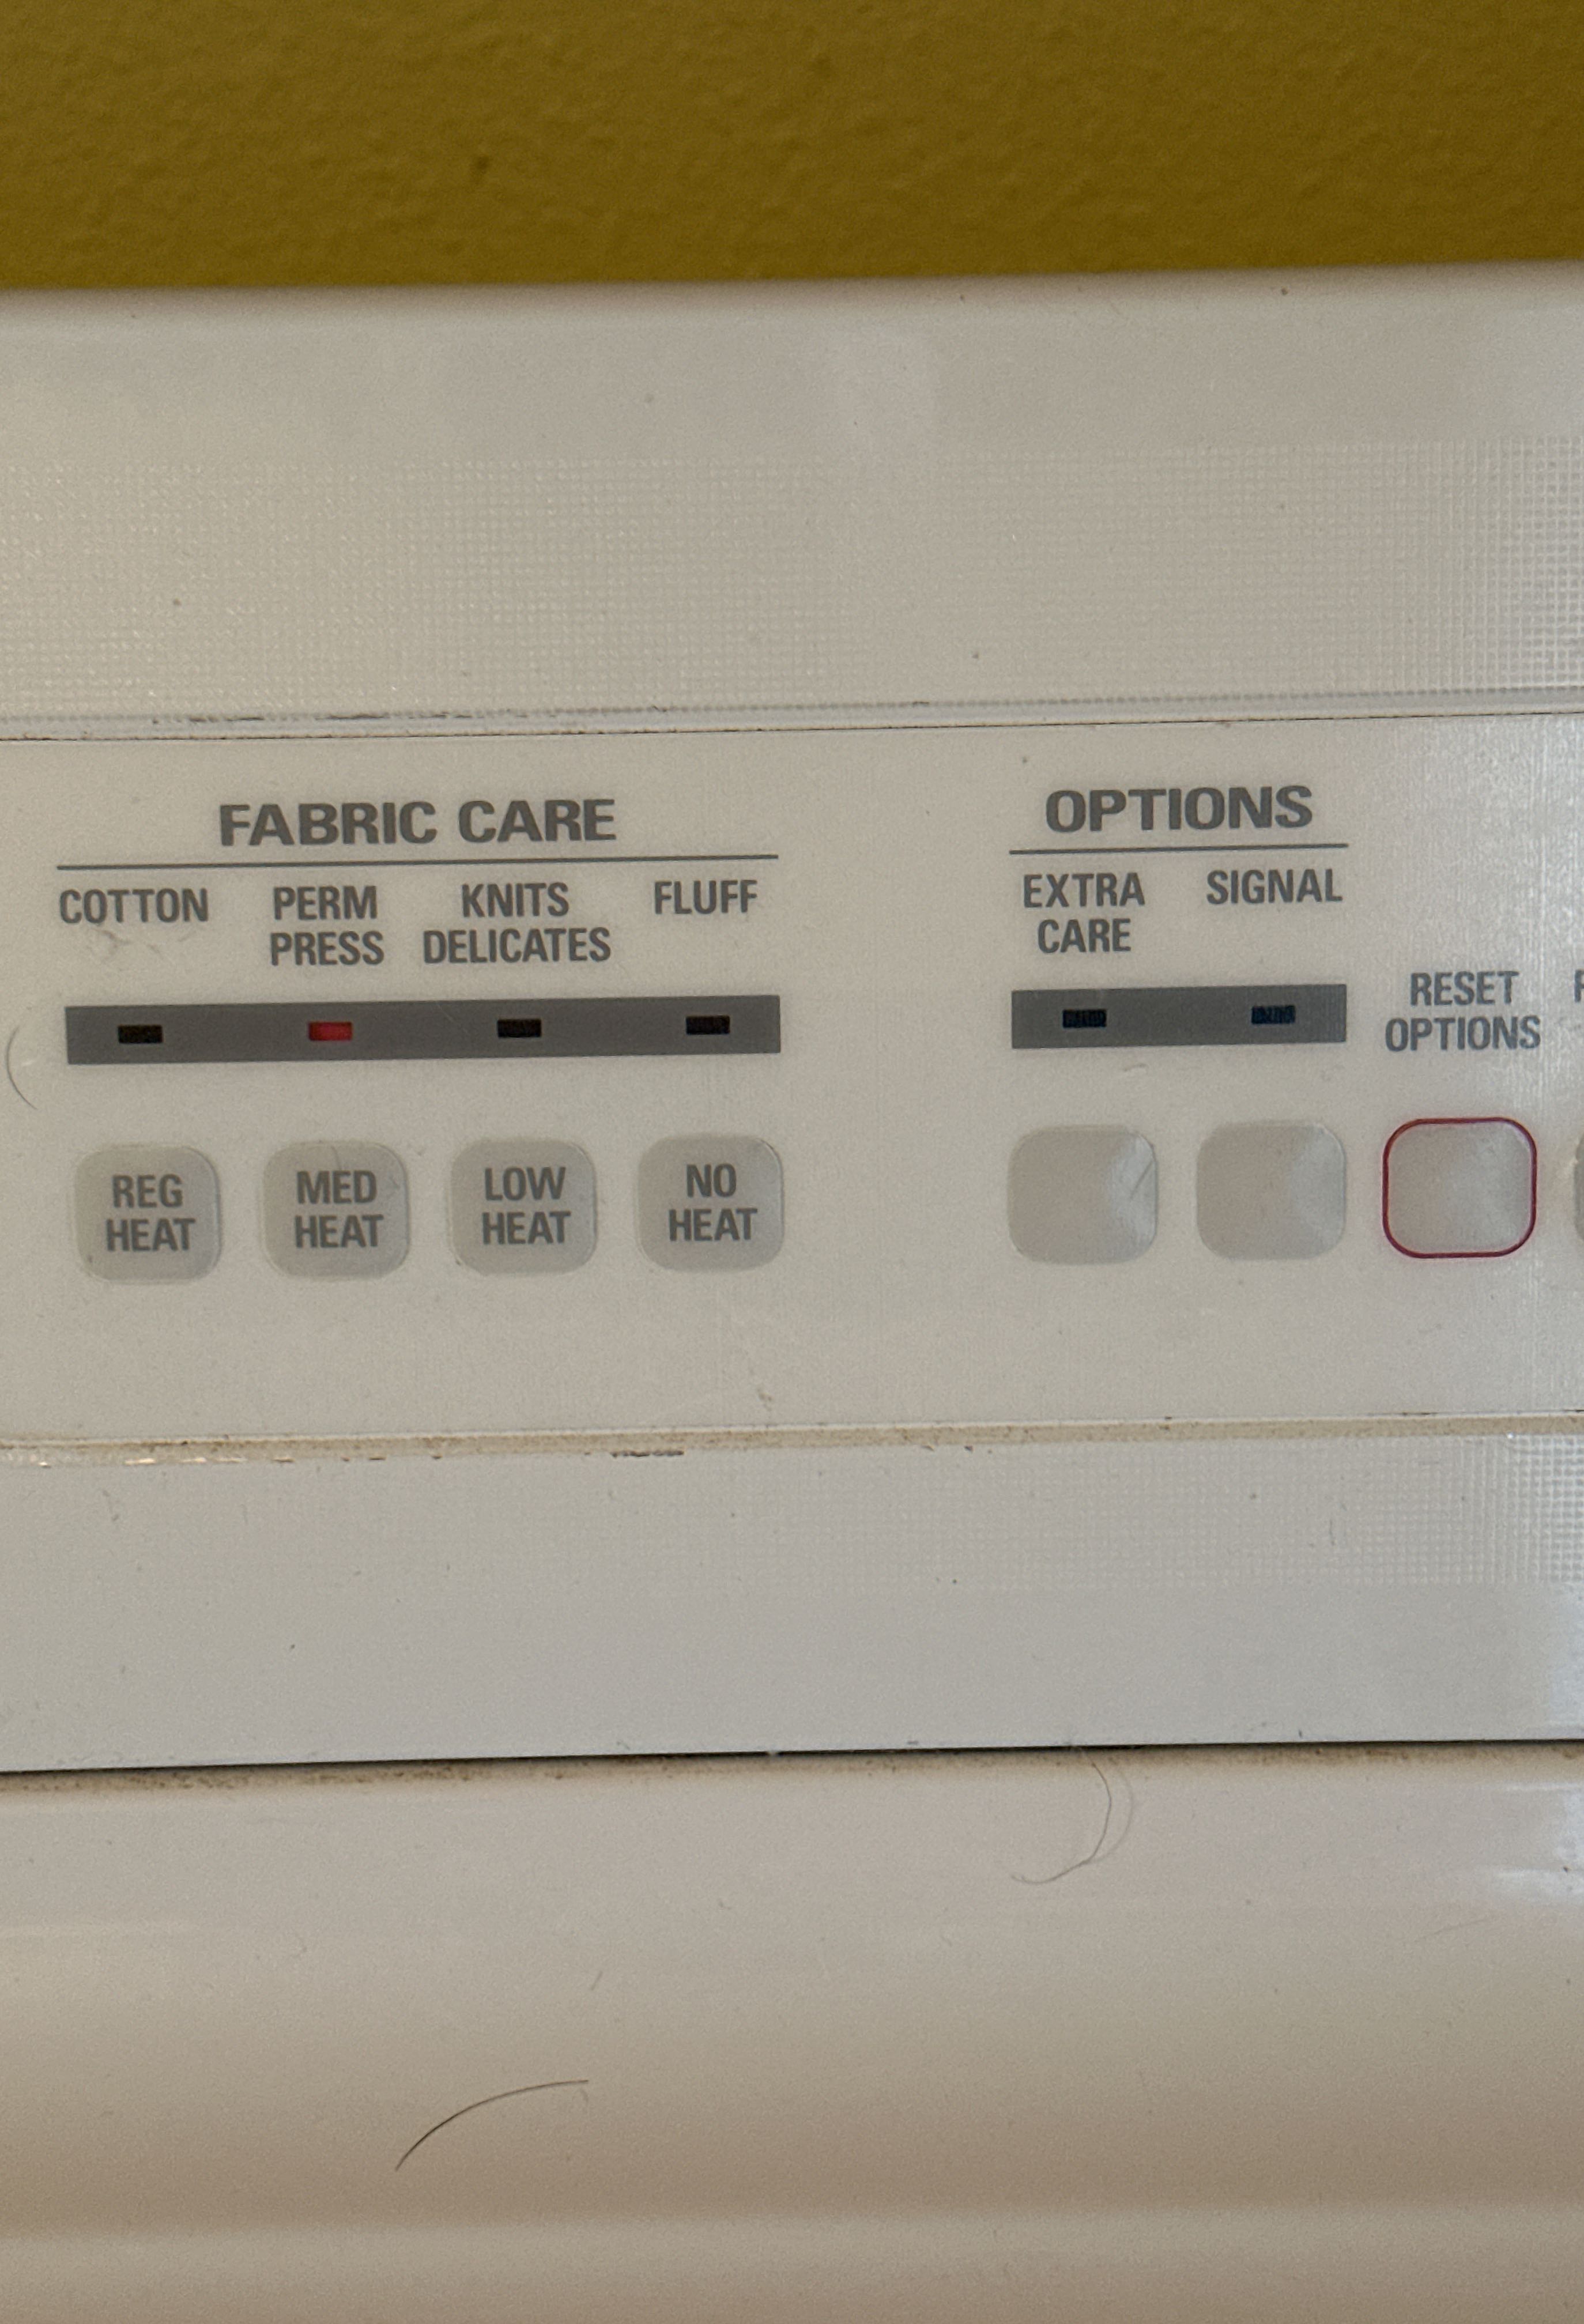 FABRIC CARE
COTTON
PERM
PRESS
KNITS
DELICATES
FLUFF
REG
HEAT
MED
HEAT
LOW
HEAT
NO
HEAT
OPTIONS
EXTRA
CARE
SIGNAL
RESET
OPTIONS